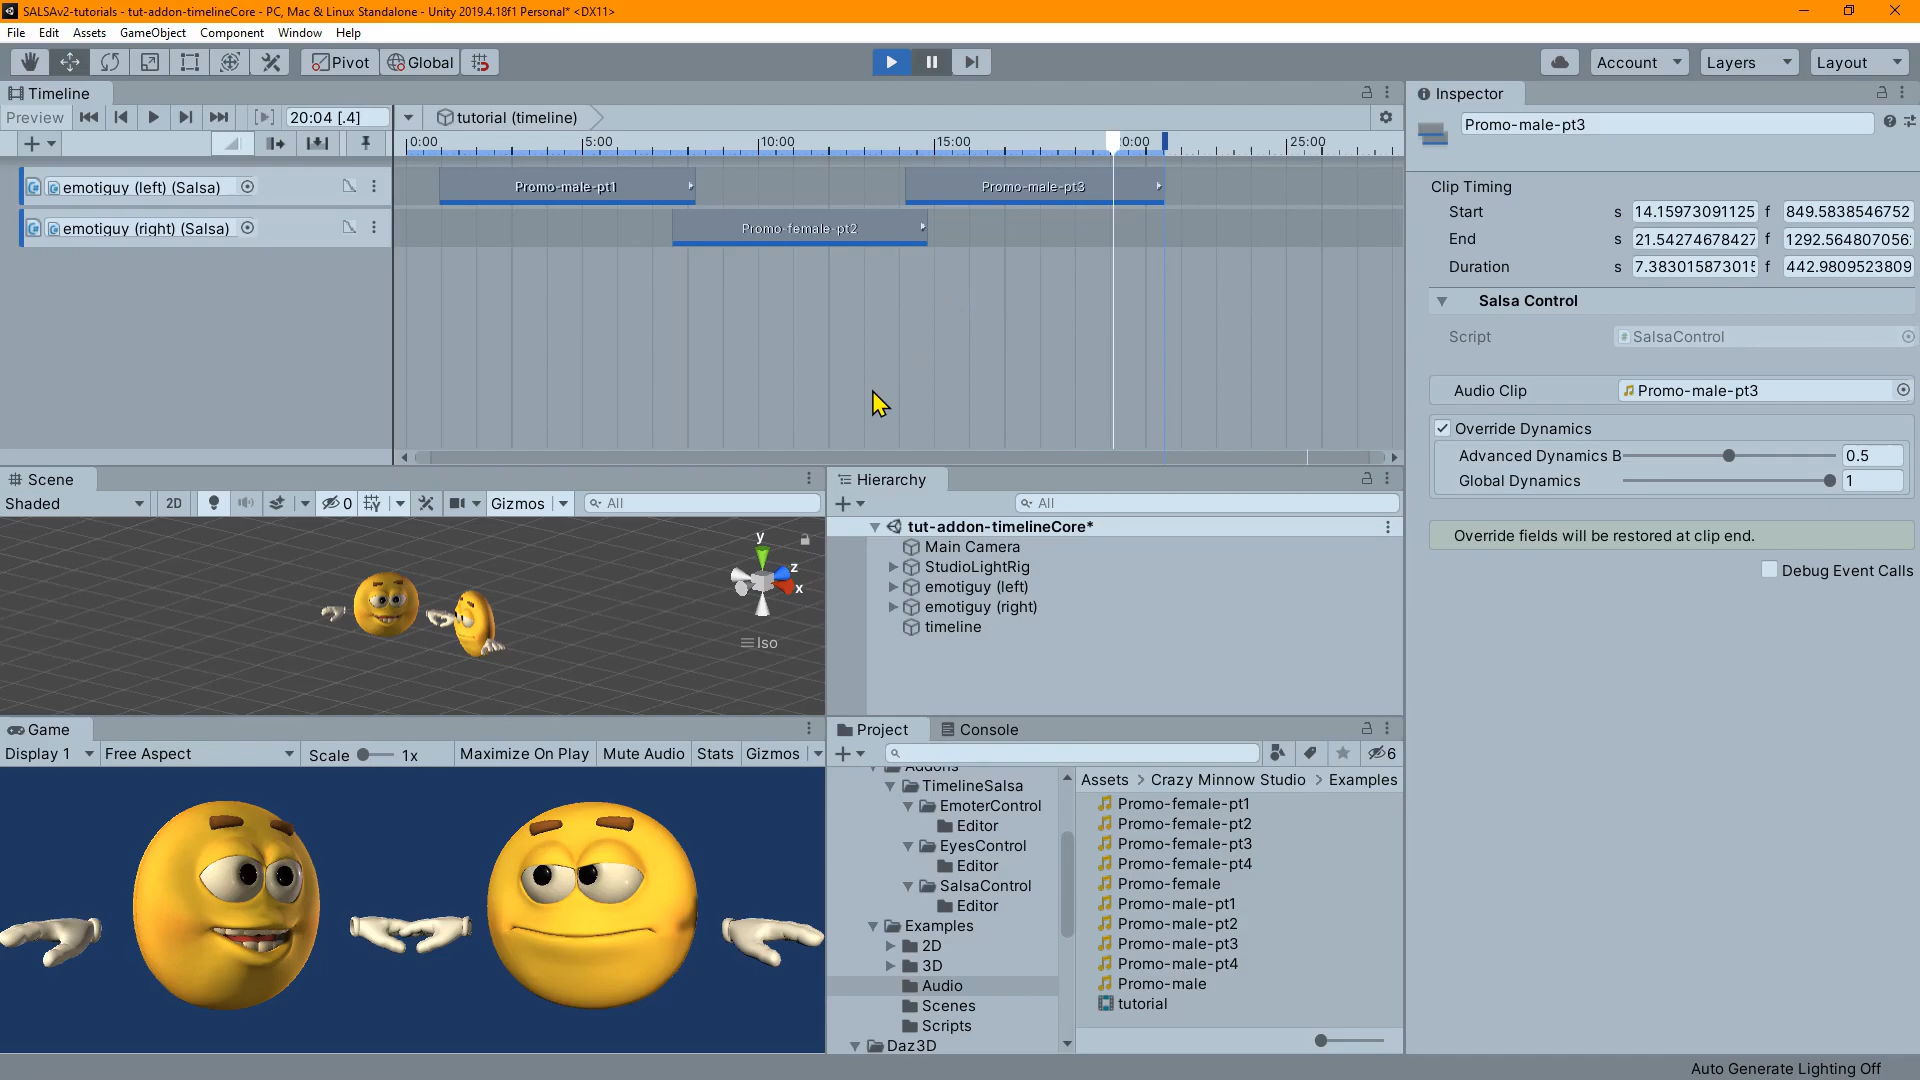 SALSAv2-tutorials - tut-addon-timelineCore - PC, Mac & Linux Standalone - Unity 2019.4.18f1 Personal* <DX11>
File Edit Assets GameObject Component Window Help
Pivot Global Account Layers Layout
Timeline
Preview 20:04 [.4] tutorial (timeline)
0:00 5:00 10:00 15:00 0:00 25:00
emotiguy (left) (Salsa) Promo-male-pt1 Promo-male-pt3
emotiguy (right) (Salsa) Promo-female-pt2
Inspector
Promo-male-pt3
Clip Timing
Start s 14.15973091125 f 849.5838546752
End s 21.54274678427 f 1292.564807056
Duration s 7.383015873015 f 442.9809523809
Salsa Control
Script SalsaControl
Audio Clip Promo-male-pt3
Override Dynamics
Advanced Dynamics B 0.5
Global Dynamics 1
Override fields will be restored at clip end.
Debug Event Calls
Scene
Shaded 2D 0 Gizmos All
y
z
x
Iso
Hierarchy
All
tut-addon-timelineCore*
Main Camera
StudioLightRig
emotiguy (left)
emotiguy (right)
timeline
Game
Display 1 Free Aspect Scale 1x Maximize On Play Mute Audio Stats Gizmos
Project Console
6
Addons
TimelineSalsa
EmoterControl
Editor
EyesControl
Editor
SalsaControl
Editor
Examples
2D
3D
Audio
Scenes
Scripts
Daz3D
Assets > Crazy Minnow Studio > Examples
Promo-female-pt1
Promo-female-pt2
Promo-female-pt3
Promo-female-pt4
Promo-female
Promo-male-pt1
Promo-male-pt2
Promo-male-pt3
Promo-male-pt4
Promo-male
tutorial
Auto Generate Lighting Off